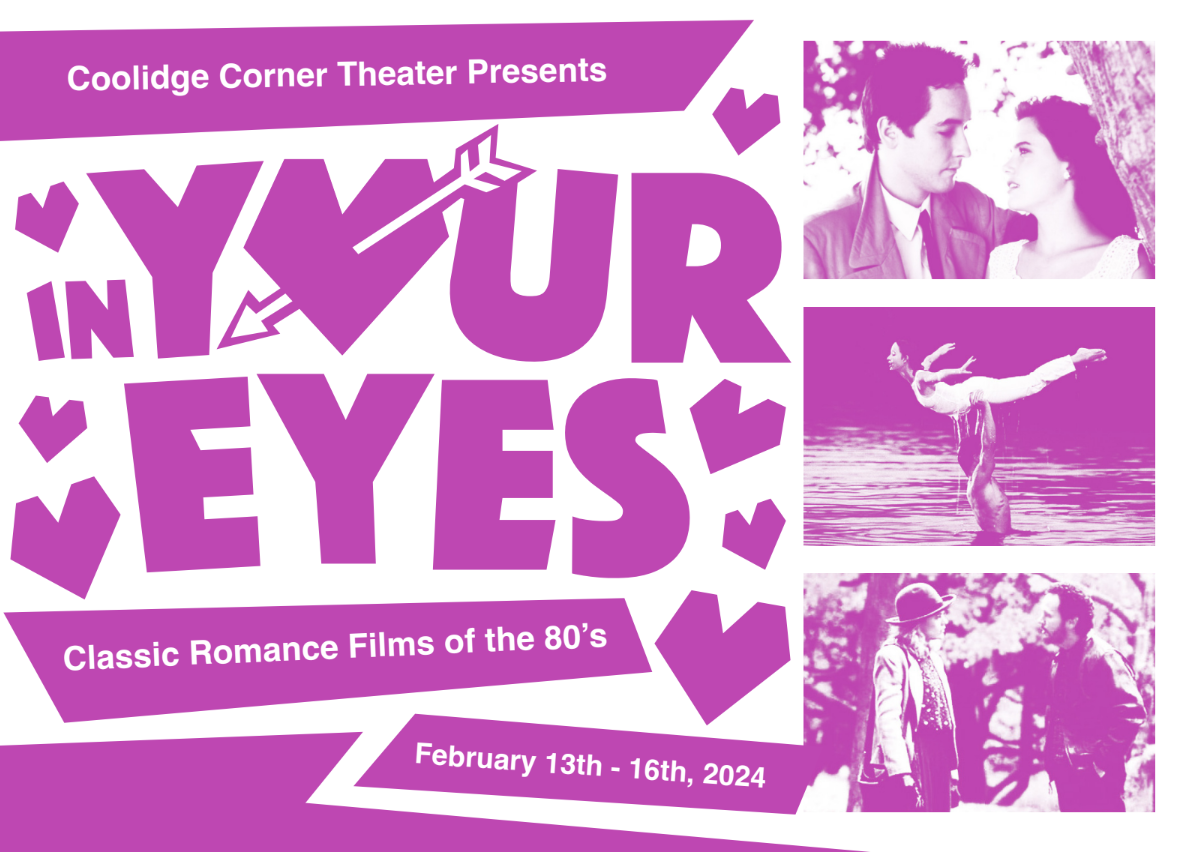 Coolidge Corner Theater Presents
IN YOUR
EYES
Classic Romance Films of the 80’s
February 13th - 16th, 2024